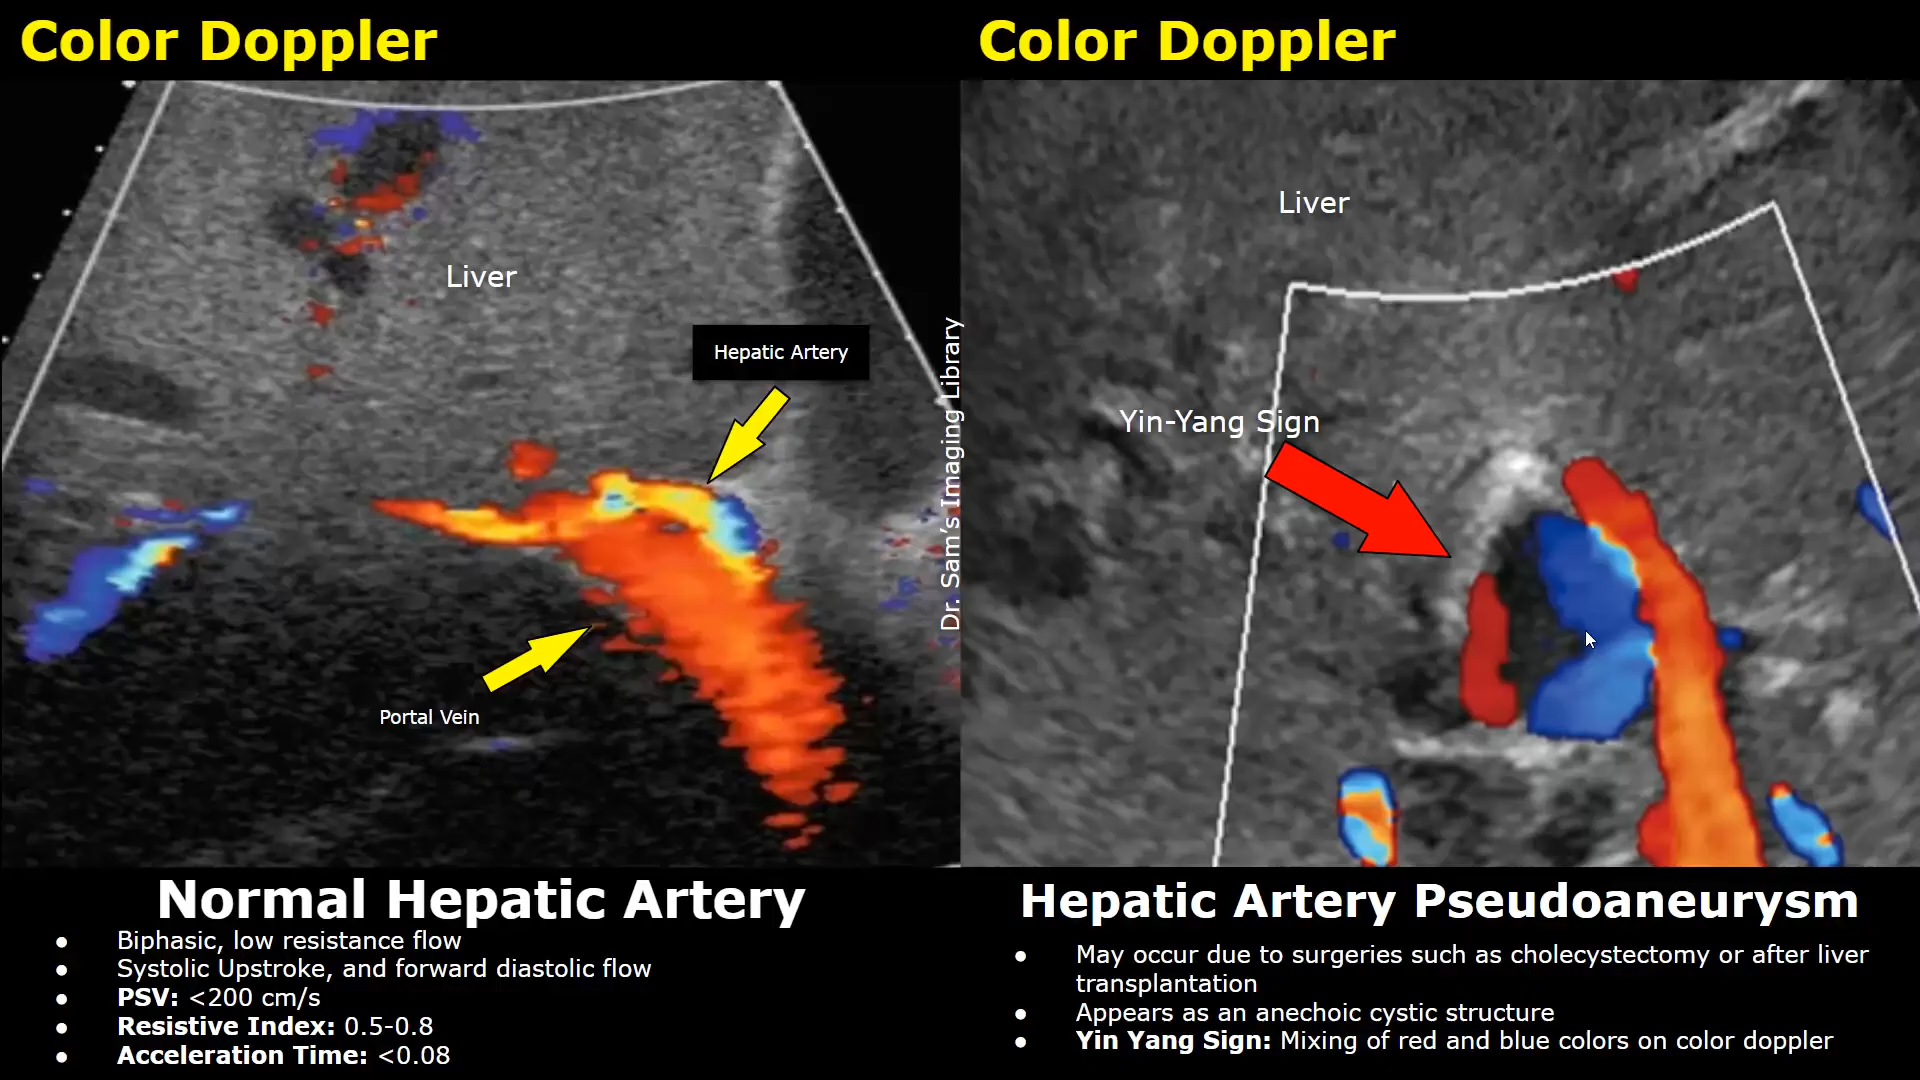 Color Doppler
Color Doppler
Liver
Hepatic Artery
Portal Vein
Dr. Sam's Imaging Library
Liver
Yin-Yang Sign
Normal Hepatic Artery
● Biphasic, low resistance flow
● Systolic Upstroke, and forward diastolic flow
● PSV: <200 cm/s
● Resistive Index: 0.5-0.8
● Acceleration Time: <0.08
Hepatic Artery Pseudoaneurysm
● May occur due to surgeries such as cholecystectomy or after liver
transplantation
● Appears as an anechoic cystic structure
● Yin Yang Sign: Mixing of red and blue colors on color doppler